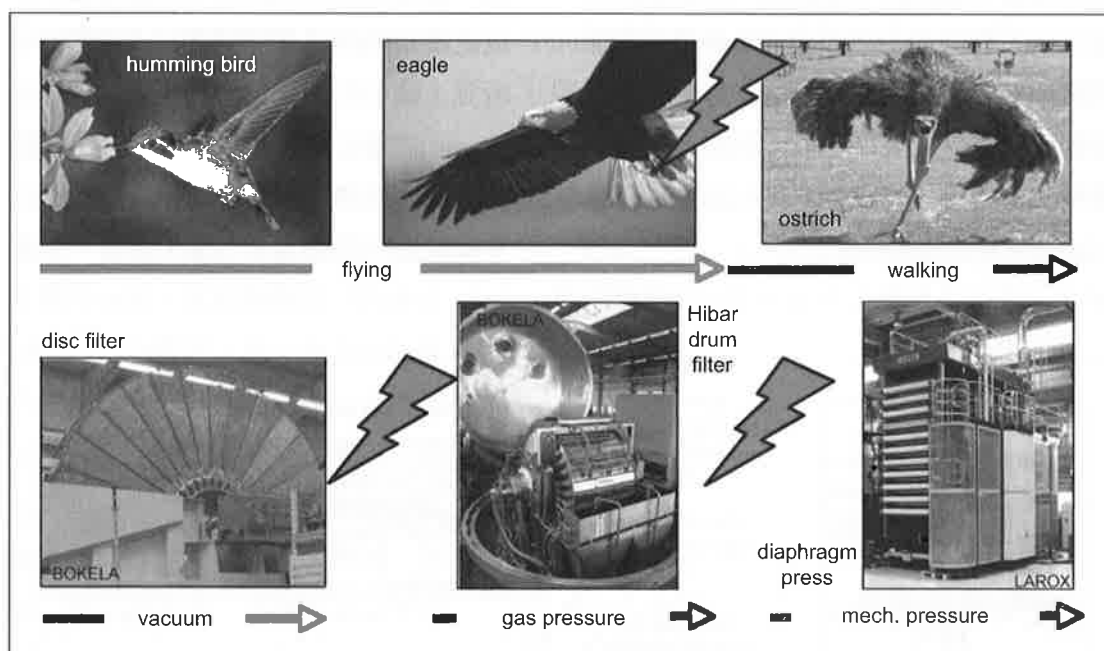 humming bird
eagle
ostrich
flying
walking
disc filter
BOKELA
Hibar
drum
filter
BOKELA
diaphragm
press
LAROX
vacuum
gas pressure
mech. pressure